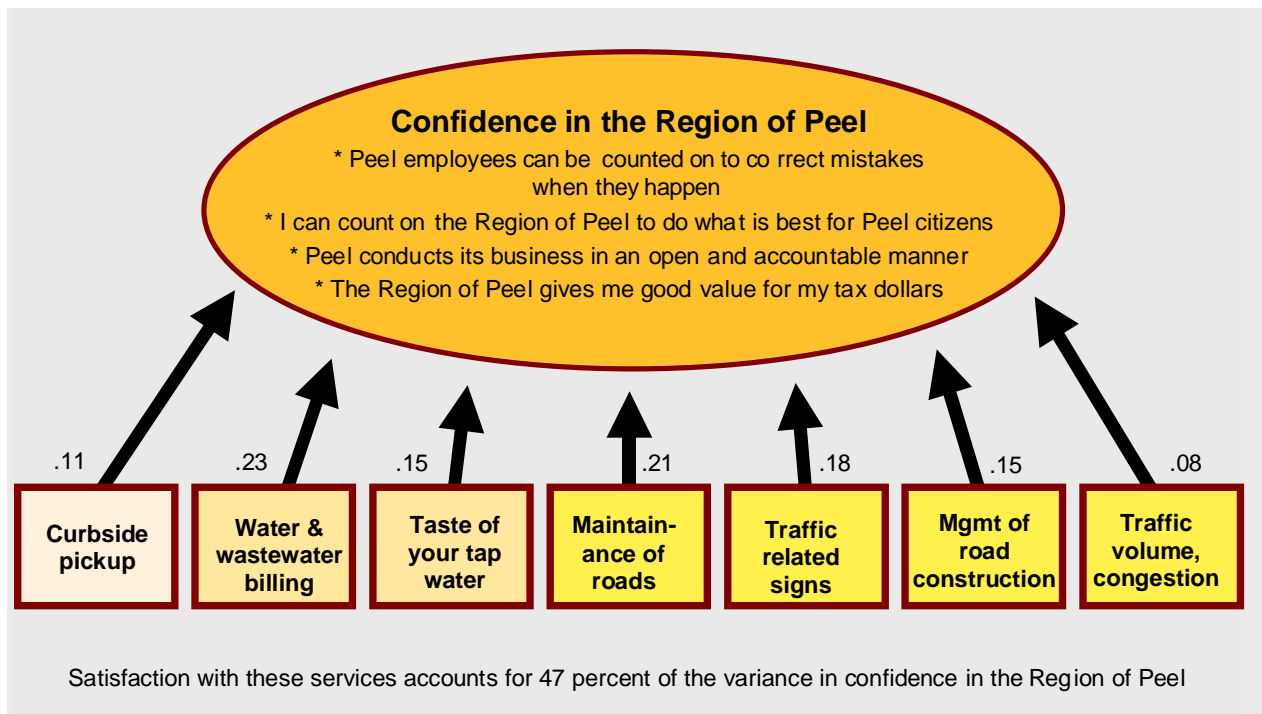 Confidence in the Region of Peel
* Peel employees can be counted on to co rrect mistakes
when they happen
* I can count on the Region of Peel to do what is best for Peel citizens
* Peel conducts its business in an open and accountable manner
* The Region of Peel gives me good value for my tax dollars
.11
.23
.15
.21
.18
.15
.08
Curbside
pickup
Water &
wastewater
billing
Taste of
your tap
water
Maintain-
ance of
roads
Traffic
related
signs
Mgmt of
road
construction
Traffic
volume,
congestion
Satisfaction with these services accounts for 47 percent of the variance in confidence in the Region of Peel